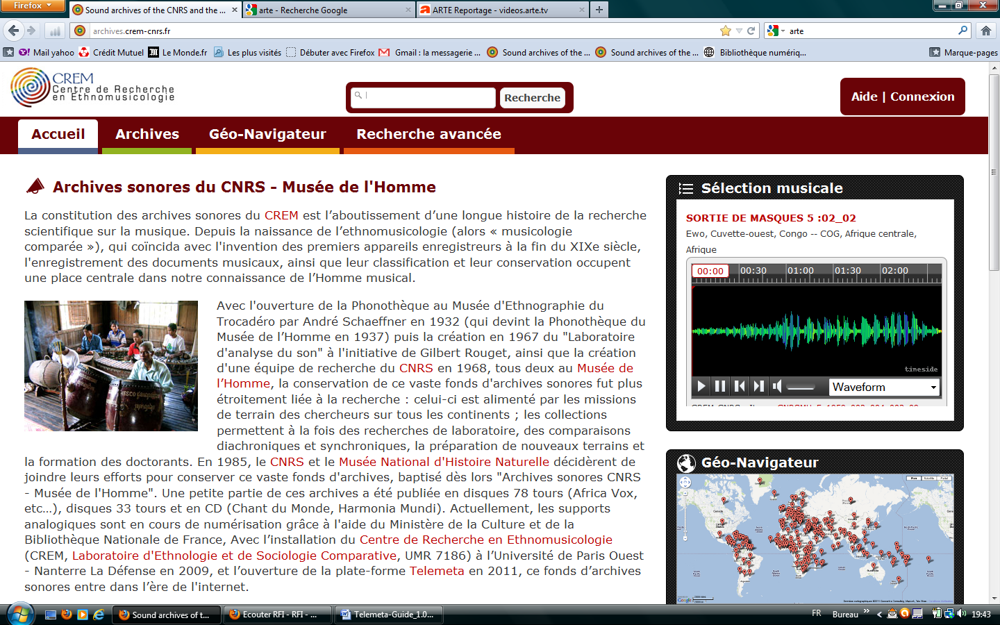 Firefox
Sound archives of the CNRS and the ...
arte - Recherche Google
ARTE Reportage - videos.arte.tv
archives.crem-cnrs.fr
arte
Mail yahoo
Crédit Mutuel
Le Monde.fr
Les plus visités
Débuter avec Firefox
Gmail : la messagerie ...
Sound archives of the ...
Sound archives of the ...
Bibliothèque numériq...
Marque-pages
CREM
Centre de Recherche
en Ethnomusicologie
Recherche
Aide | Connexion
Accueil
Archives
Géo-Navigateur
Recherche avancée
Archives sonores du CNRS - Musée de l'Homme
La constitution des archives sonores du CREM est l’aboutissement d’une longue histoire de la recherche
scientifique sur la musique. Depuis la naissance de l’ethnomusicologie (alors « musicologie
comparée »), qui coïncida avec l'invention des premiers appareils enregistreurs à la fin du XIXe siècle,
l'enregistrement des documents musicaux, ainsi que leur classification et leur conservation occupent
une place centrale dans notre connaissance de l’Homme musical.
Avec l'ouverture de la Phonothèque au Musée d'Ethnographie du
Trocadéro par André Schaeffner en 1932 (qui devint la Phonothèque du
Musée de l’Homme en 1937) puis la création en 1967 du "Laboratoire
d'analyse du son" à l'initiative de Gilbert Rouget, ainsi que la création
d'une équipe de recherche du CNRS en 1968, tous deux au Musée de
l’Homme, la conservation de ce vaste fonds d'archives sonores fut plus
étroitement liée à la recherche : celui-ci est alimenté par les missions
de terrain des chercheurs sur tous les continents ; les collections
permettent à la fois des recherches de laboratoire, des comparaisons
diachroniques et synchroniques, la préparation de nouveaux terrains et
la formation des doctorants. En 1985, le CNRS et le Musée National d'Histoire Naturelle décidèrent de
joindre leurs efforts pour conserver ce vaste fonds d'archives, baptisé dès lors "Archives sonores CNRS
- Musée de l'Homme". Une petite partie de ces archives a été publiée en disques 78 tours (Africa Vox,
etc…), disques 33 tours et en CD (Chant du Monde, Harmonia Mundi). Actuellement, les supports
analogiques sont en cours de numérisation grâce à l'aide du Ministère de la Culture et de la
Bibliothèque Nationale de France, Avec l’installation du Centre de Recherche en Ethnomusicologie
(CREM, Laboratoire d'Ethnologie et de Sociologie Comparative, UMR 7186) à l’Université de Paris Ouest
- Nanterre La Défense en 2009, et l’ouverture de la plate-forme Telemeta en 2011, ce fonds d’archives
sonores entre dans l’ère de l'internet.
Sélection musicale
SORTIE DE MASQUES 5 :02_02
Ewo, Cuvette-ouest, Congo -- COG, Afrique centrale,
Afrique
00:00 00:30 01:00 01:30 02:00
timeside
Waveform
Géo-Navigateur
Sound archives of t...
Ecouter RFI - RFI - ...
Telemeta-Guide_1.0...
FR
Bureau
19:43